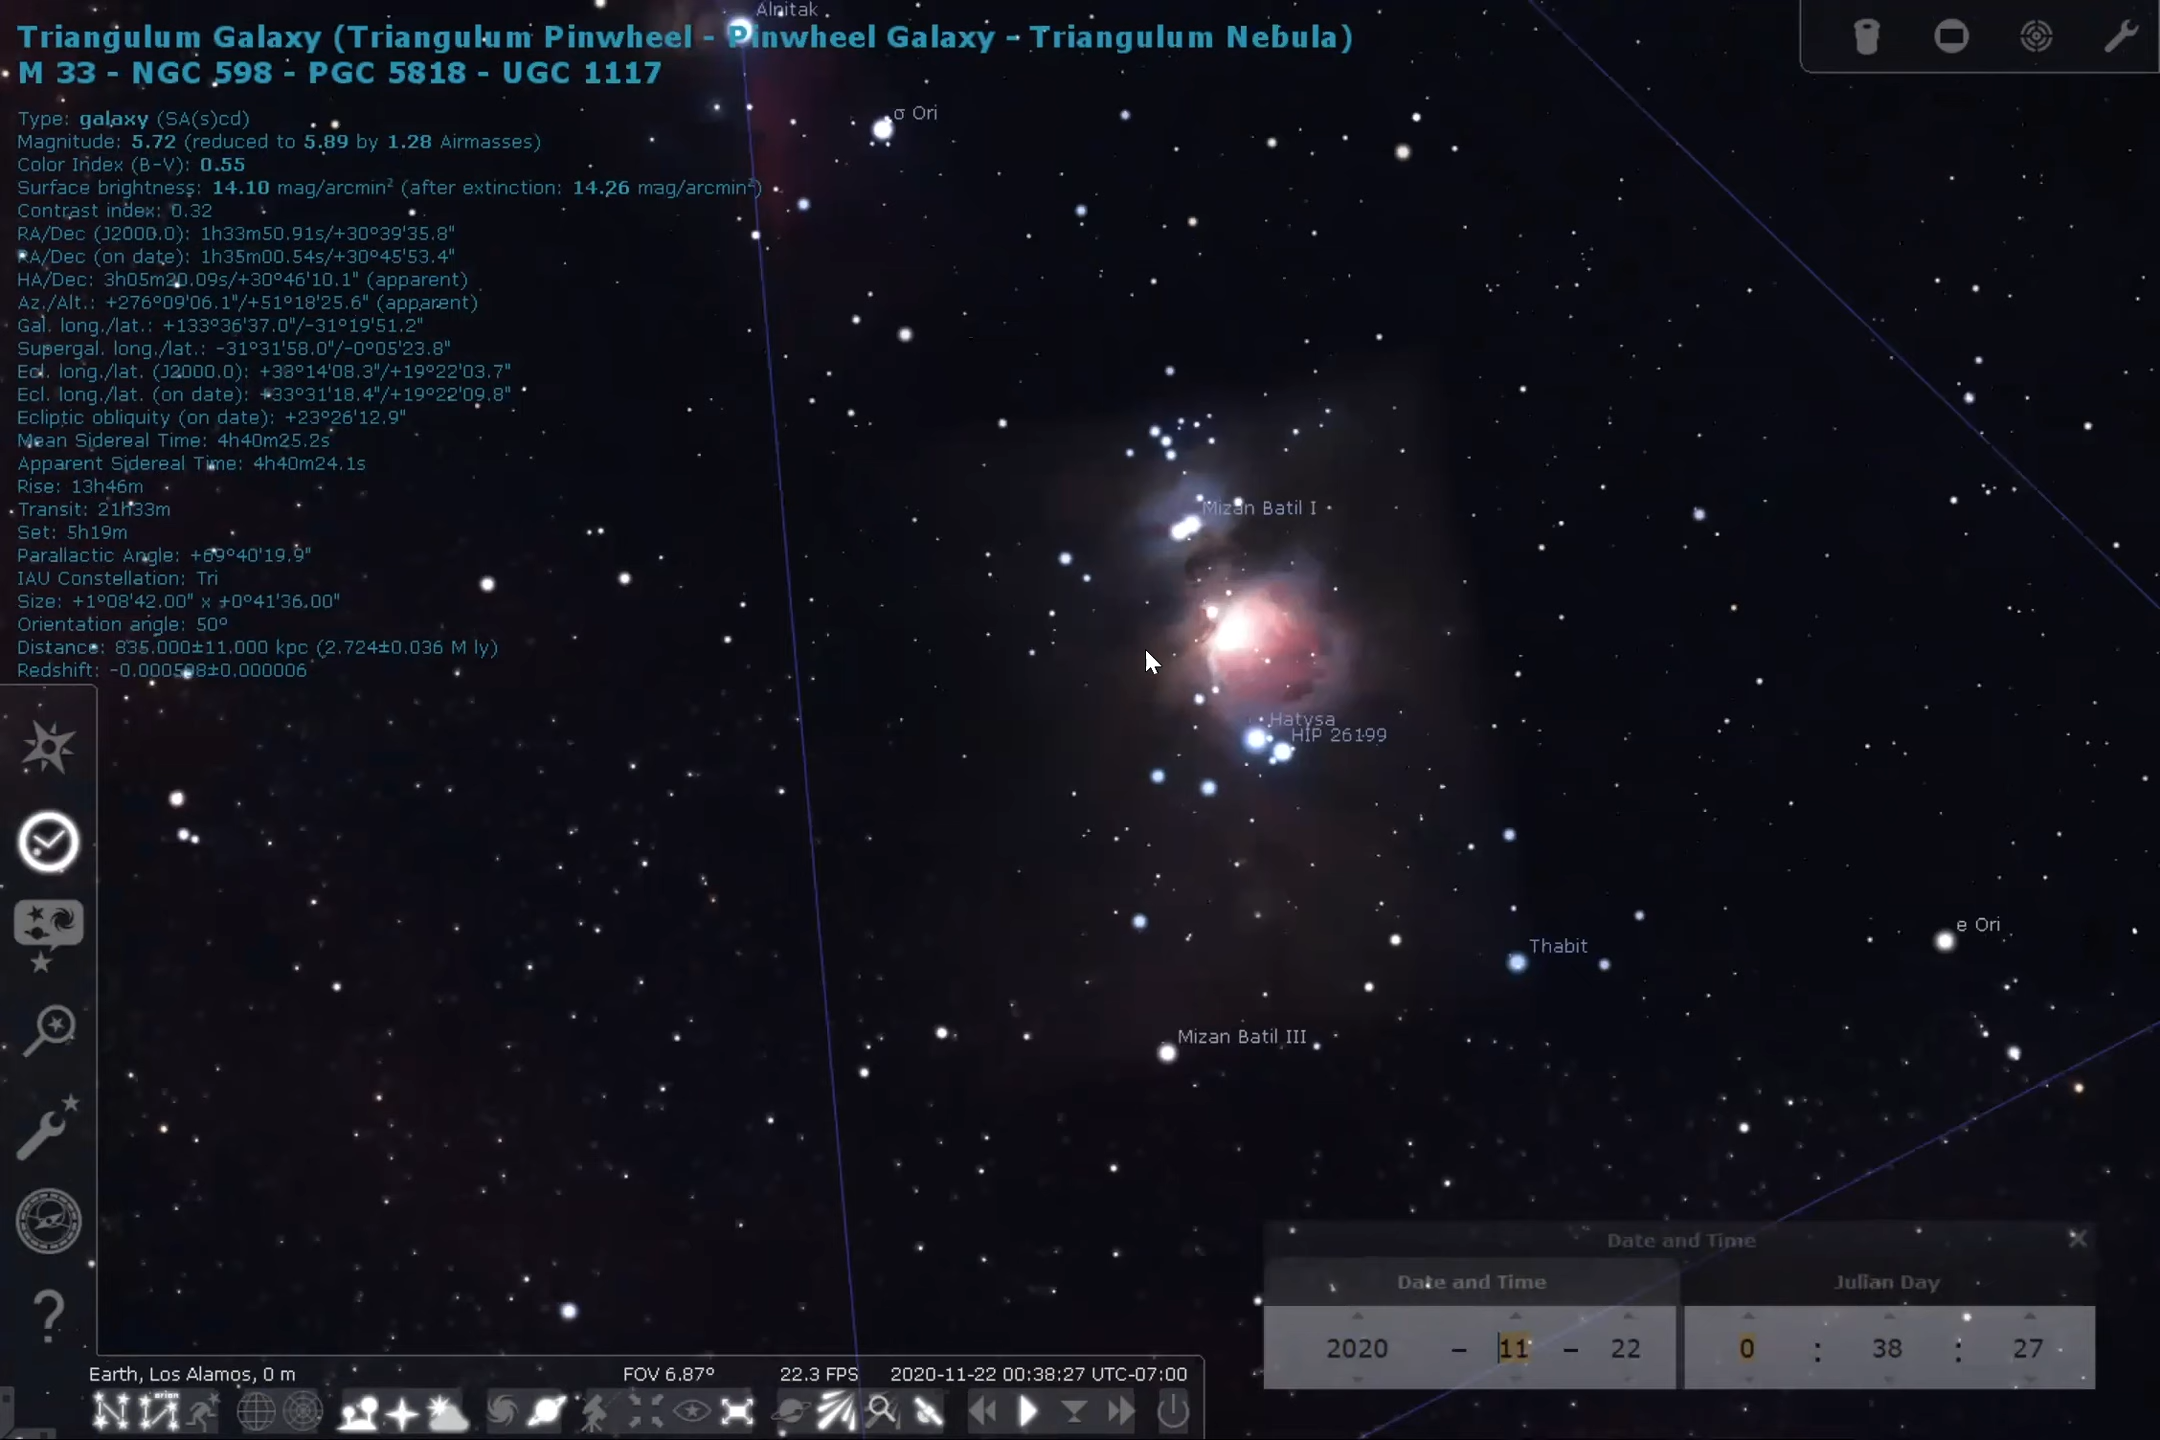 Alnitak
Triangulum Galaxy (Triangulum Pinwheel - Pinwheel Galaxy - Triangulum Nebula)
M 33 - NGC 598 - PGC 5818 - UGC 1117
Type: galaxy (SA(s)cd)
Magnitude: 5.72 (reduced to 5.89 by 1.28 Airmasses)
Color Index (B-V): 0.55
Surface brightness: 14.10 mag/arcmin² (after extinction: 14.26 mag/arcmin²)
Contrast index: 0.32
RA/Dec (J2000.0): 1h33m50.91s/+30°39'35.8"
RA/Dec (on date): 1h35m00.54s/+30°45'53.4"
HA/Dec: 3h05m20.09s/+30°46'10.1" (apparent)
Az./Alt.: +276°09'06.1"/+51°18'25.6" (apparent)
Gal. long./lat.: +133°36'37.0"/-31°19'51.2"
Supergal. long./lat.: -31°31'58.0"/-0°05'23.8"
Ecl. long./lat. (J2000.0): +33°14'08.3"/+19°22'03.7"
Ecl. long./lat. (on date): +33°31'18.4"/+19°22'09.8"
Ecliptic obliquity (on date): +23°26'12.9"
Mean Sidereal Time: 4h40m25.2s
Apparent Sidereal Time: 4h40m24.1s
Rise: 13h46m
Transit: 21h33m
Set: 5h19m
Parallactic Angle: +69°40'19.9"
IAU Constellation: Tri
Size: +1°08'42.00" x +0°41'36.00"
Orientation angle: 50°
Distance: 835.000±11.000 kpc (2.724±0.036 M ly)
Redshift: -0.000598±0.000006
σ Ori
Mizan Batil I
Hatysa
HIP 26199
e Ori
Thabit
Mizan Batil III
Date and Time
Date and Time
Julian Day
2020 - 11 - 22
0 : 38 : 27
Earth, Los Alamos, 0 m
FOV 6.87°
22.3 FPS
2020-11-22 00:38:27 UTC-07:00
orion